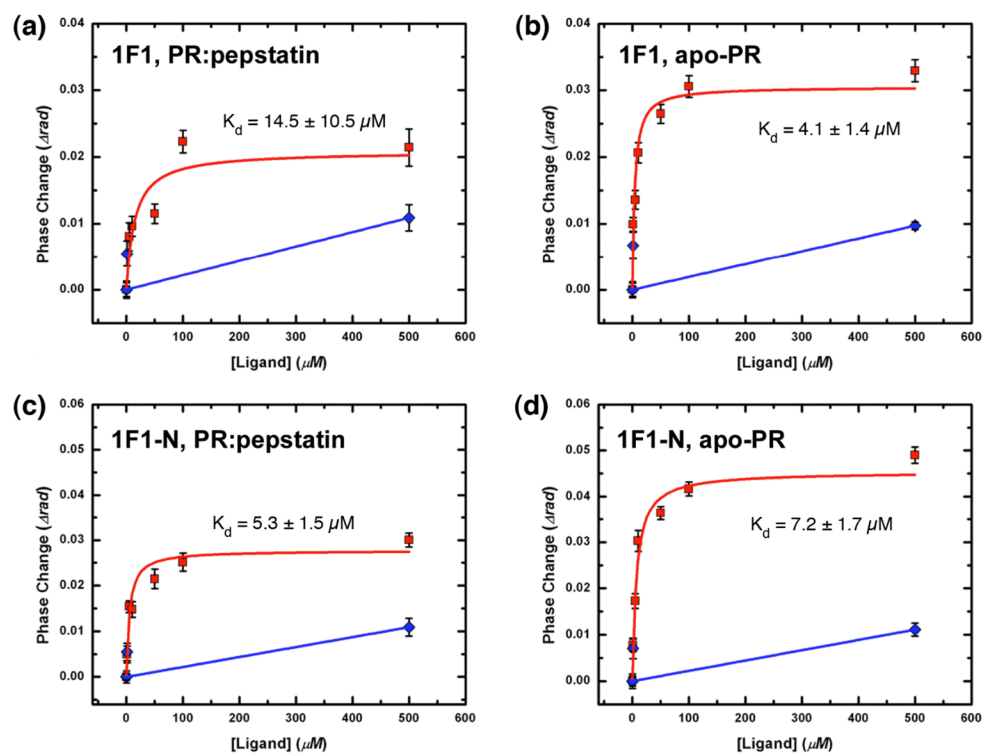 (a)
1F1, PR:pepstatin
K_d = 14.5 ± 10.5 µM
Phase Change (Δrad)
0.04
0.03
0.02
0.01
0.00
0 100 200 300 400 500 600
[Ligand] (µM)
(b)
1F1, apo-PR
K_d = 4.1 ± 1.4 µM
Phase Change (Δrad)
0.04
0.03
0.02
0.01
0.00
0 100 200 300 400 500 600
[Ligand] (µM)
(c)
1F1-N, PR:pepstatin
K_d = 5.3 ± 1.5 µM
Phase Change (Δrad)
0.06
0.05
0.04
0.03
0.02
0.01
0.00
0 100 200 300 400 500 600
[Ligand] (µM)
(d)
1F1-N, apo-PR
K_d = 7.2 ± 1.7 µM
Phase Change (Δrad)
0.06
0.05
0.04
0.03
0.02
0.01
0.00
0 100 200 300 400 500 600
[Ligand] (µM)